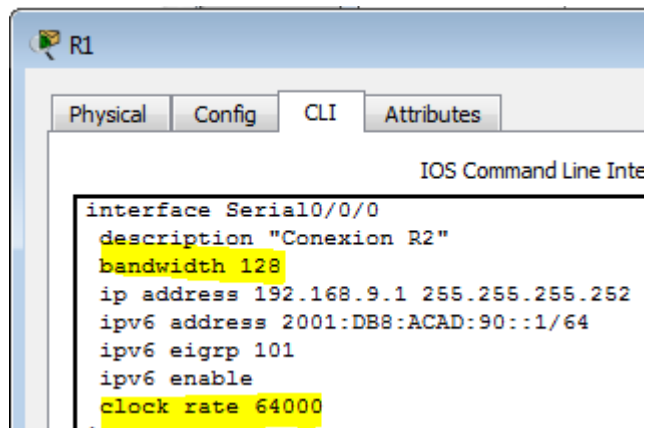 R1
Physical Config CLI Attributes
IOS Command Line Inte
interface Serial0/0/0
description "Conexion R2"
bandwidth 128
ip address 192.168.9.1 255.255.255.252
ipv6 address 2001:DB8:ACAD:90::1/64
ipv6 eigrp 101
ipv6 enable
clock rate 64000